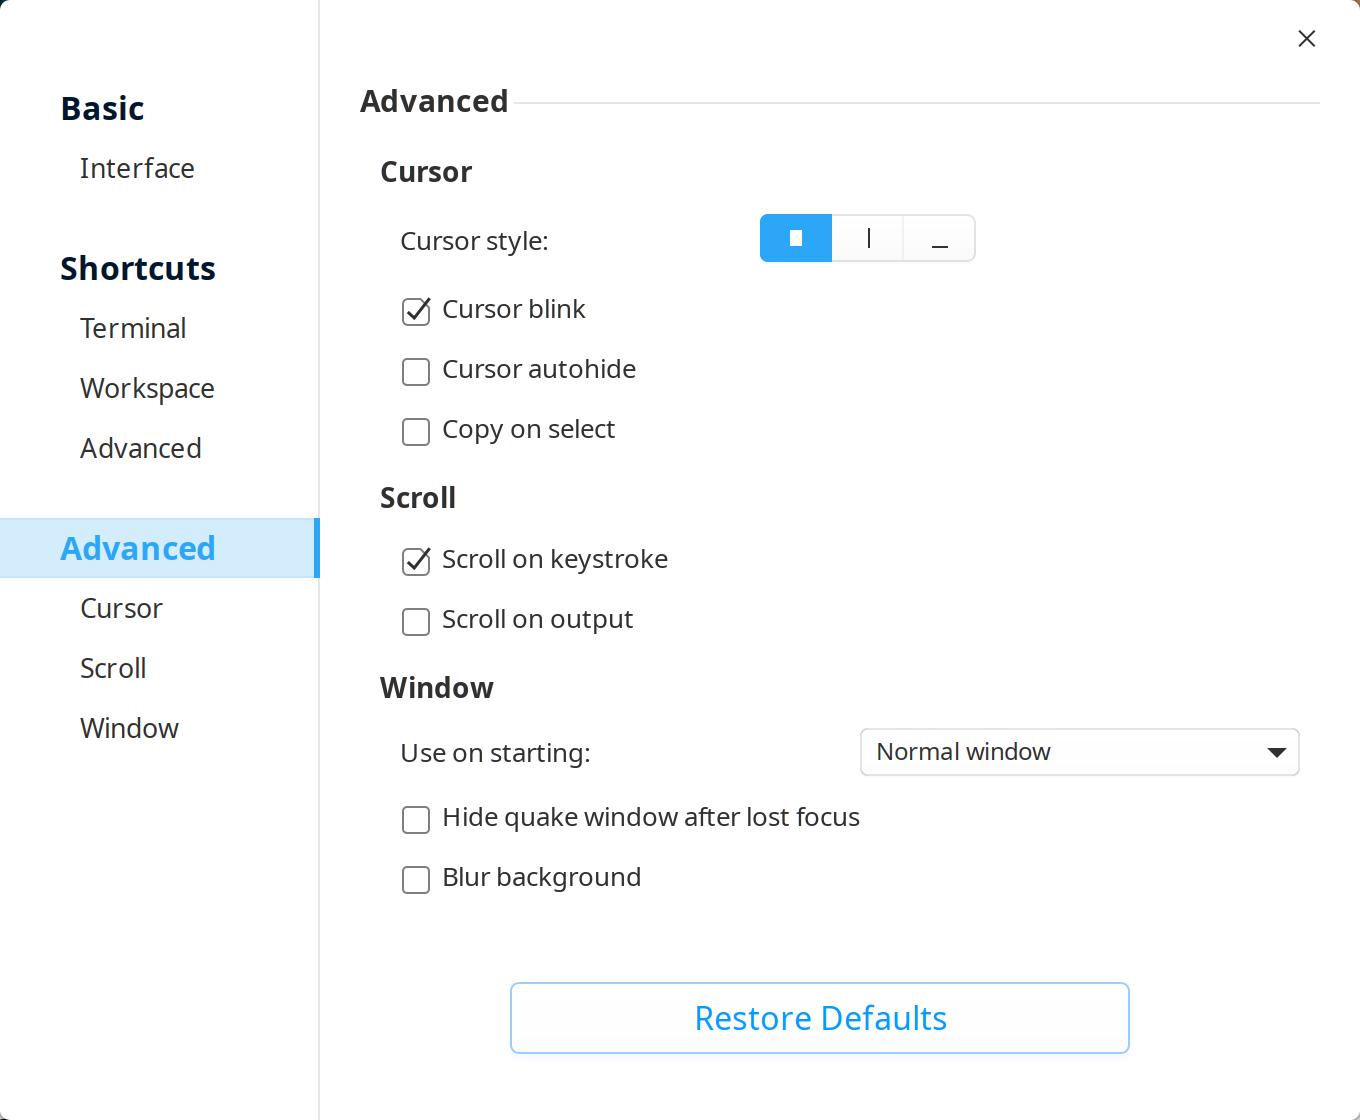 Basic
Interface
Shortcuts
Terminal
Workspace
Advanced
Advanced
Cursor
Scroll
Window
Advanced
Cursor
Cursor style:
Cursor blink
Cursor autohide
Copy on select
Scroll
Scroll on keystroke
Scroll on output
Window
Use on starting: Normal window
Hide quake window after lost focus
Blur background
Restore Defaults